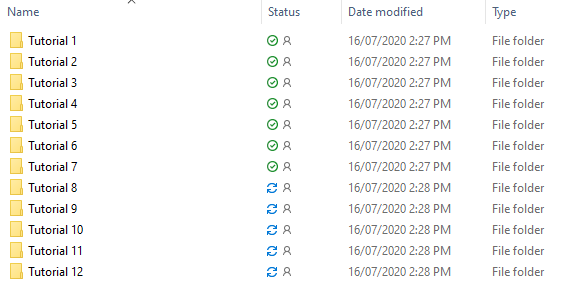 Name Status Date modified Type
Tutorial 1 16/07/2020 2:27 PM File folder
Tutorial 2 16/07/2020 2:27 PM File folder
Tutorial 3 16/07/2020 2:27 PM File folder
Tutorial 4 16/07/2020 2:27 PM File folder
Tutorial 5 16/07/2020 2:27 PM File folder
Tutorial 6 16/07/2020 2:27 PM File folder
Tutorial 7 16/07/2020 2:27 PM File folder
Tutorial 8 16/07/2020 2:28 PM File folder
Tutorial 9 16/07/2020 2:28 PM File folder
Tutorial 10 16/07/2020 2:28 PM File folder
Tutorial 11 16/07/2020 2:28 PM File folder
Tutorial 12 16/07/2020 2:28 PM File folder